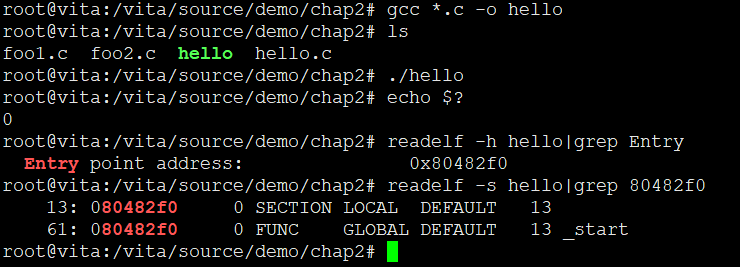 root@vita:/vita/source/demo/chap2# gcc *.c -o hello
root@vita:/vita/source/demo/chap2# ls
foo1.c  foo2.c  hello  hello.c
root@vita:/vita/source/demo/chap2# ./hello
root@vita:/vita/source/demo/chap2# echo $?
0
root@vita:/vita/source/demo/chap2# readelf -h hello|grep Entry
  Entry point address:               0x80482f0
root@vita:/vita/source/demo/chap2# readelf -s hello|grep 80482f0
    13: 080482f0     0 SECTION LOCAL  DEFAULT   13
    61: 080482f0     0 FUNC    GLOBAL DEFAULT   13 _start
root@vita:/vita/source/demo/chap2#